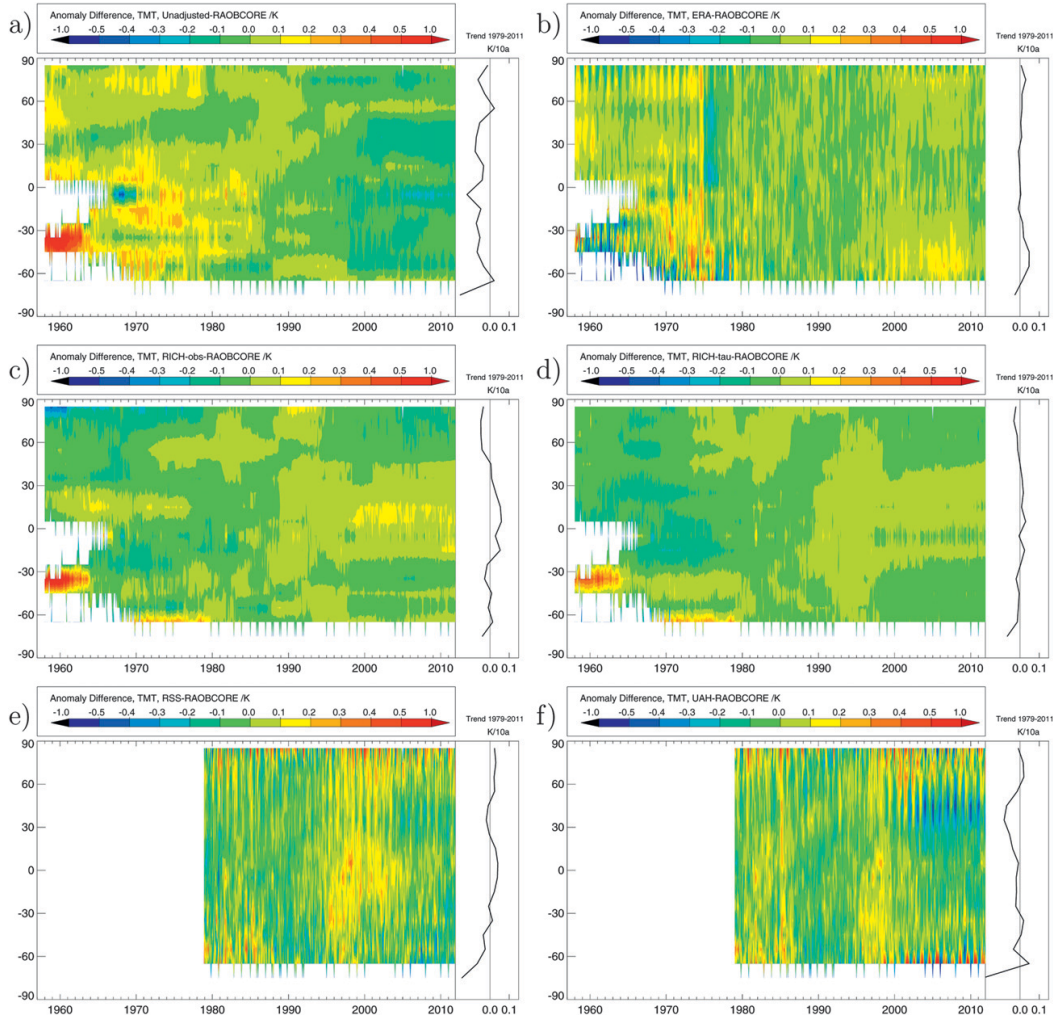 a)
Anomaly Difference, TMT, Unadjusted-RAOBCORE /K
-1.0 -0.5 -0.4 -0.3 -0.2 -0.1 0.0 0.1 0.2 0.3 0.4 0.5 1.0
Trend 1979-2011
K/10a
90
60
30
0
-30
-60
-90
1960 1970 1980 1990 2000 2010 0.0 0.1
b)
Anomaly Difference, TMT, ERA-RAOBCORE /K
-1.0 -0.5 -0.4 -0.3 -0.2 -0.1 0.0 0.1 0.2 0.3 0.4 0.5 1.0
Trend 1979-2011
K/10a
90
60
30
0
-30
-60
-90
1960 1970 1980 1990 2000 2010 0.0 0.1
c)
Anomaly Difference, TMT, RICH-obs-RAOBCORE /K
-1.0 -0.5 -0.4 -0.3 -0.2 -0.1 0.0 0.1 0.2 0.3 0.4 0.5 1.0
Trend 1979-2011
K/10a
90
60
30
0
-30
-60
-90
1960 1970 1980 1990 2000 2010 0.0 0.1
d)
Anomaly Difference, TMT, RICH-tau-RAOBCORE /K
-1.0 -0.5 -0.4 -0.3 -0.2 -0.1 0.0 0.1 0.2 0.3 0.4 0.5 1.0
Trend 1979-2011
K/10a
90
60
30
0
-30
-60
-90
1960 1970 1980 1990 2000 2010 0.0 0.1
e)
Anomaly Difference, TMT, RSS-RAOBCORE /K
-1.0 -0.5 -0.4 -0.3 -0.2 -0.1 0.0 0.1 0.2 0.3 0.4 0.5 1.0
Trend 1979-2011
K/10a
90
60
30
0
-30
-60
-90
1960 1970 1980 1990 2000 2010 0.0 0.1
f)
Anomaly Difference, TMT, UAH-RAOBCORE /K
-1.0 -0.5 -0.4 -0.3 -0.2 -0.1 0.0 0.1 0.2 0.3 0.4 0.5 1.0
Trend 1979-2011
K/10a
90
60
30
0
-30
-60
-90
1960 1970 1980 1990 2000 2010 0.0 0.1